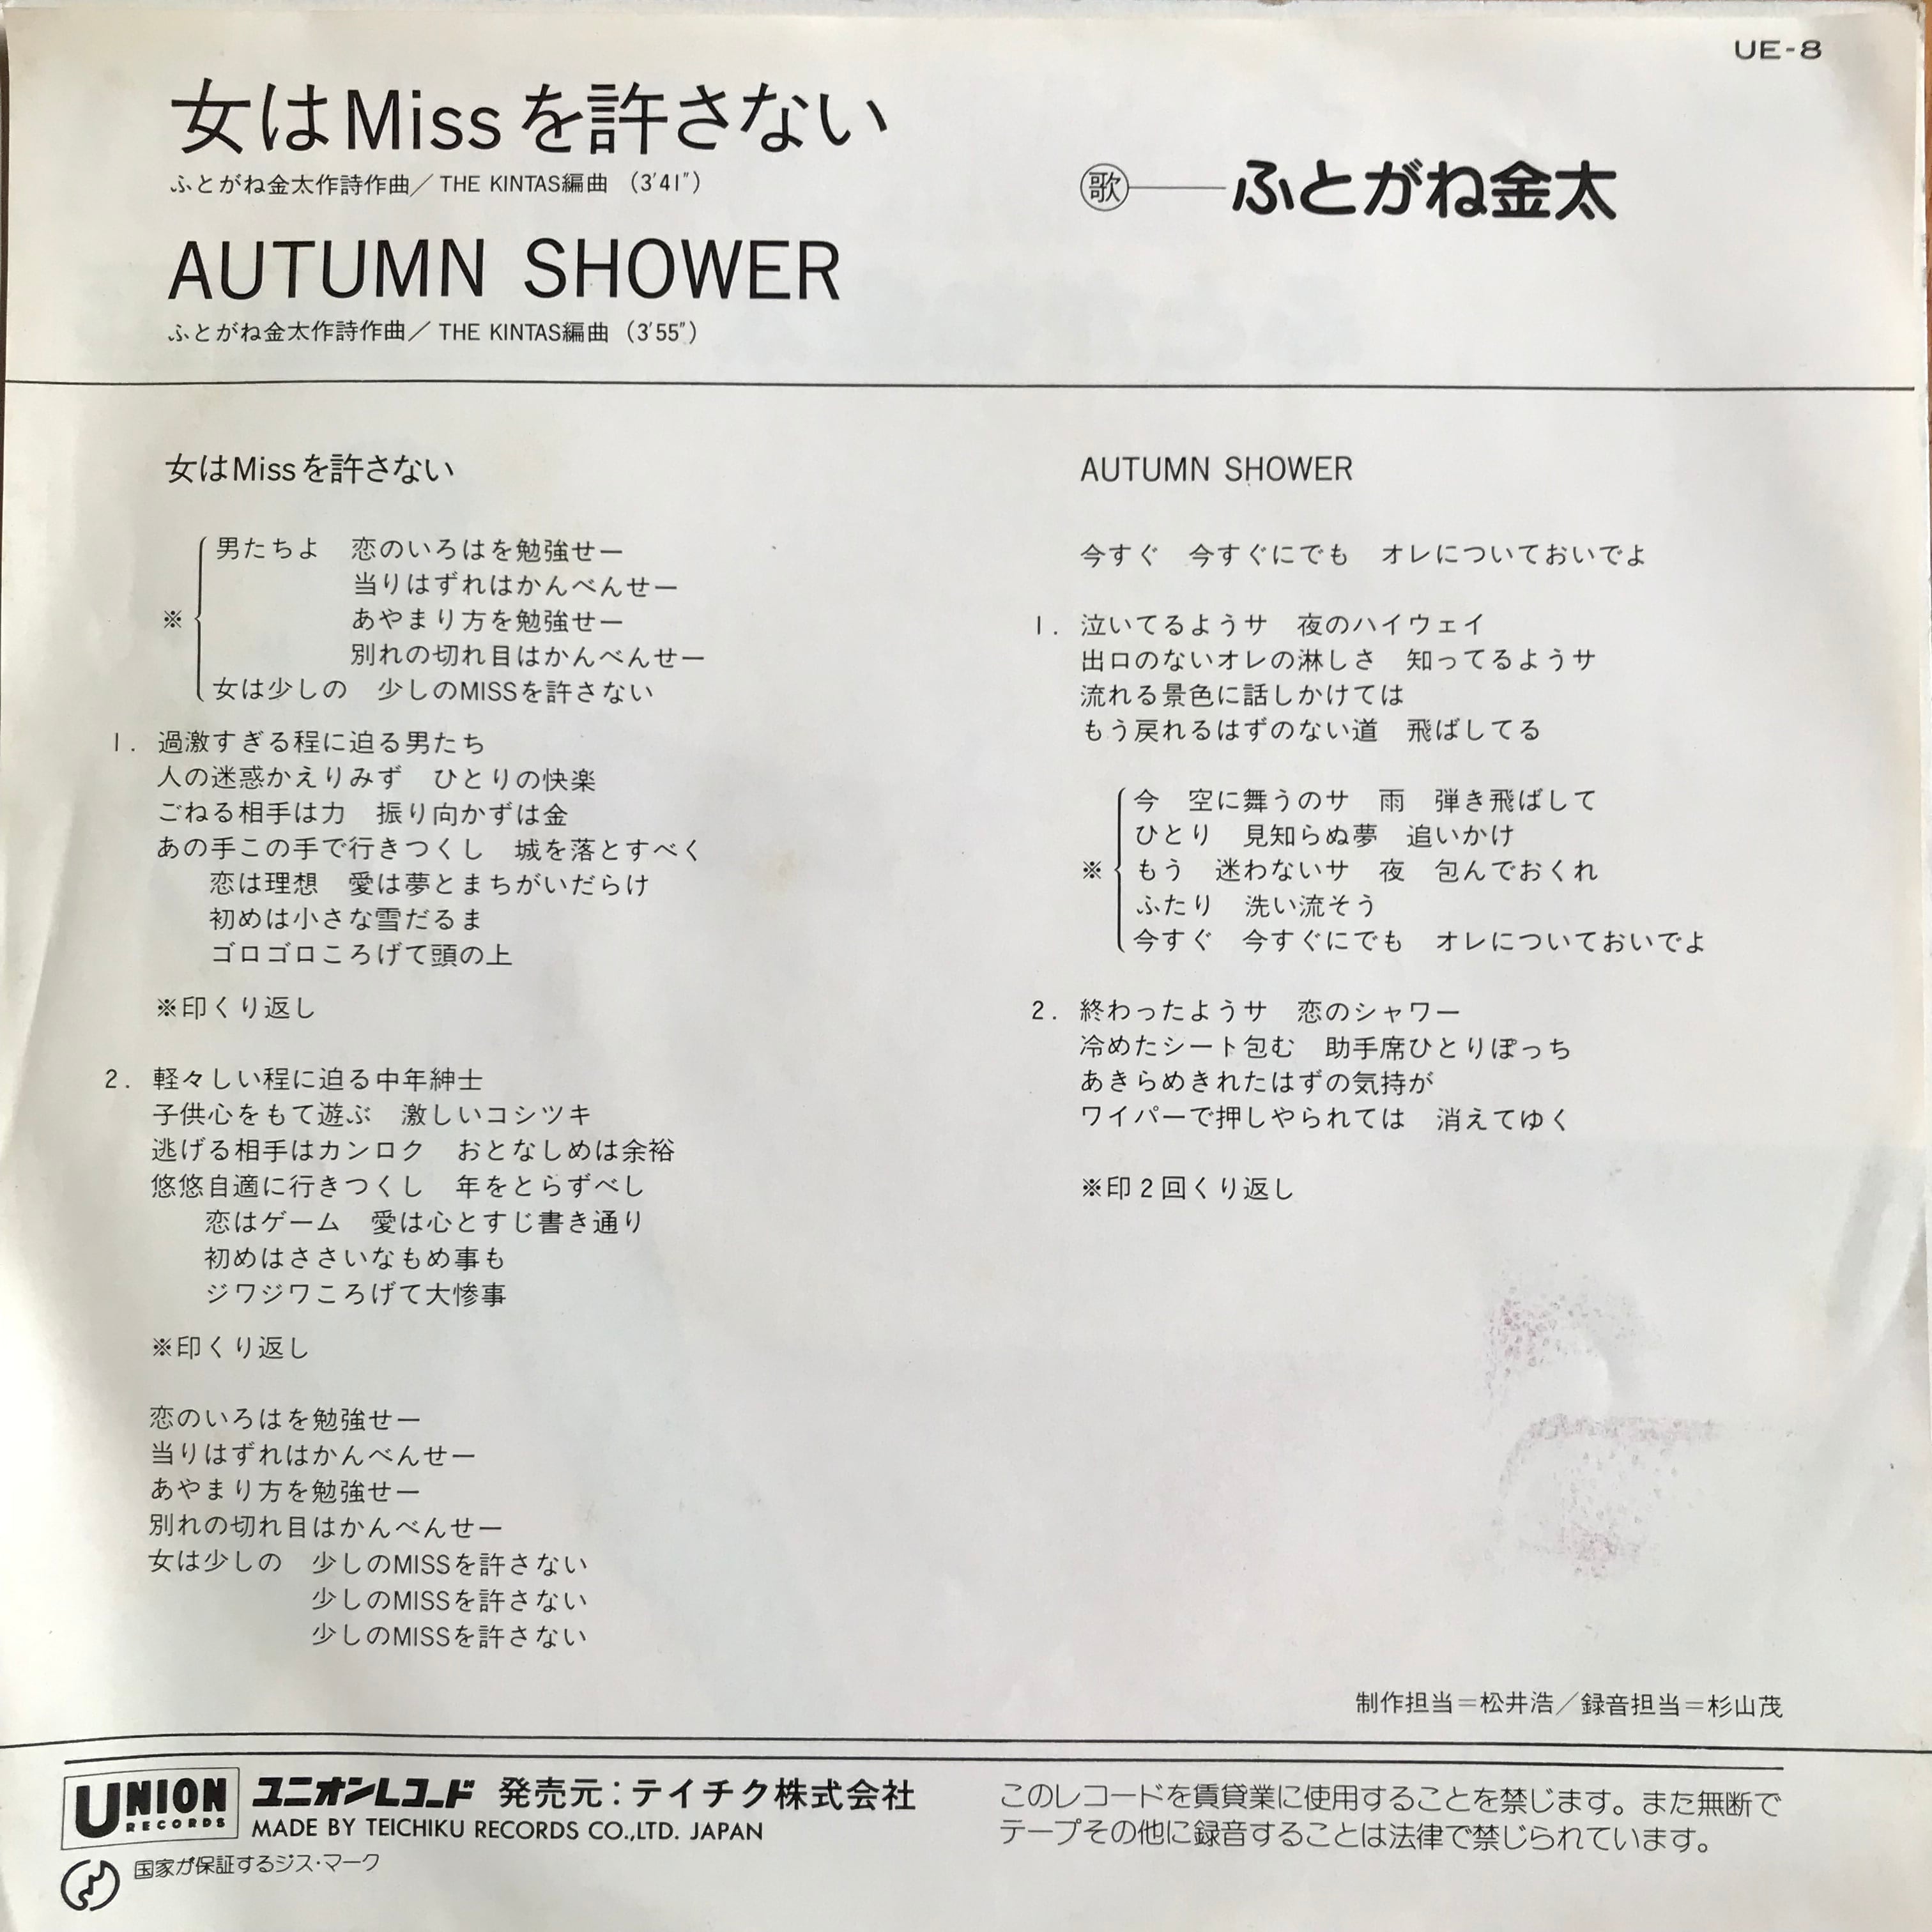 UE-8
女はMissを許さない
ふとがね金太作詩作曲／THE KINTAS編曲 （3′41″）
㊿歌 ふとがね金太
AUTUMN SHOWER
ふとがね金太作詩作曲／THE KINTAS編曲 （3′55″）
女はMissを許さない
※
男たちよ　恋のいろはを勉強せー
当りはずれはかんべんせー
あやまり方を勉強せー
別れの切れ目はかんべんせー
女は少しの　少しのMISSを許さない
1. 過激すぎる程に迫る男たち
人の迷惑かえりみず　ひとりの快楽
ごねる相手は力　振り向かずは金
あの手この手で行きつくし　城を落とすべく
恋は理想　愛は夢とまちがいだらけ
初めは小さな雪だるま
ゴロゴロころげて頭の上
※印くり返し
2. 軽々しい程に迫る中年紳士
子供心をもて遊ぶ　激しいコシツキ
逃げる相手はカンロク　おとなしめは余裕
悠悠自適に行きつくし　年をとらずべし
恋はゲーム　愛は心とすじ書き通り
初めはささいなもめ事も
ジワジワころげて大惨事
※印くり返し
恋のいろはを勉強せー
当りはずれはかんべんせー
あやまり方を勉強せー
別れの切れ目はかんべんせー
女は少しの　少しのMISSを許さない
少しのMISSを許さない
少しのMISSを許さない
AUTUMN SHOWER
今すぐ　今すぐにでも　オレについておいでよ
1. 泣いてるようサ　夜のハイウェイ
出口のないオレの淋しさ　知ってるようサ
流れる景色に話しかけては
もう戻れるはずのない道　飛ばしてる
※
今　空に舞うのサ　雨　弾き飛ばして
ひとり　見知らぬ夢　追いかけ
もう　迷わないサ　夜　包んでおくれ
ふたり　洗い流そう
今すぐ　今すぐにでも　オレについておいでよ
2. 終わったようサ　恋のシャワー
冷めたシート包む　助手席ひとりぽっち
あきらめきれたはずの気持が
ワイパーで押しやられては　消えてゆく
※印2回くり返し
制作担当＝松井浩／録音担当＝杉山茂
UNION RECORDS
ユニオンレコード 発売元：テイチク株式会社
MADE BY TEICHIKU RECORDS CO.,LTD. JAPAN
国家が保証するジス・マーク
このレコードを賃貸業に使用することを禁じます。また無断で
テープその他に録音することは法律で禁じられています。